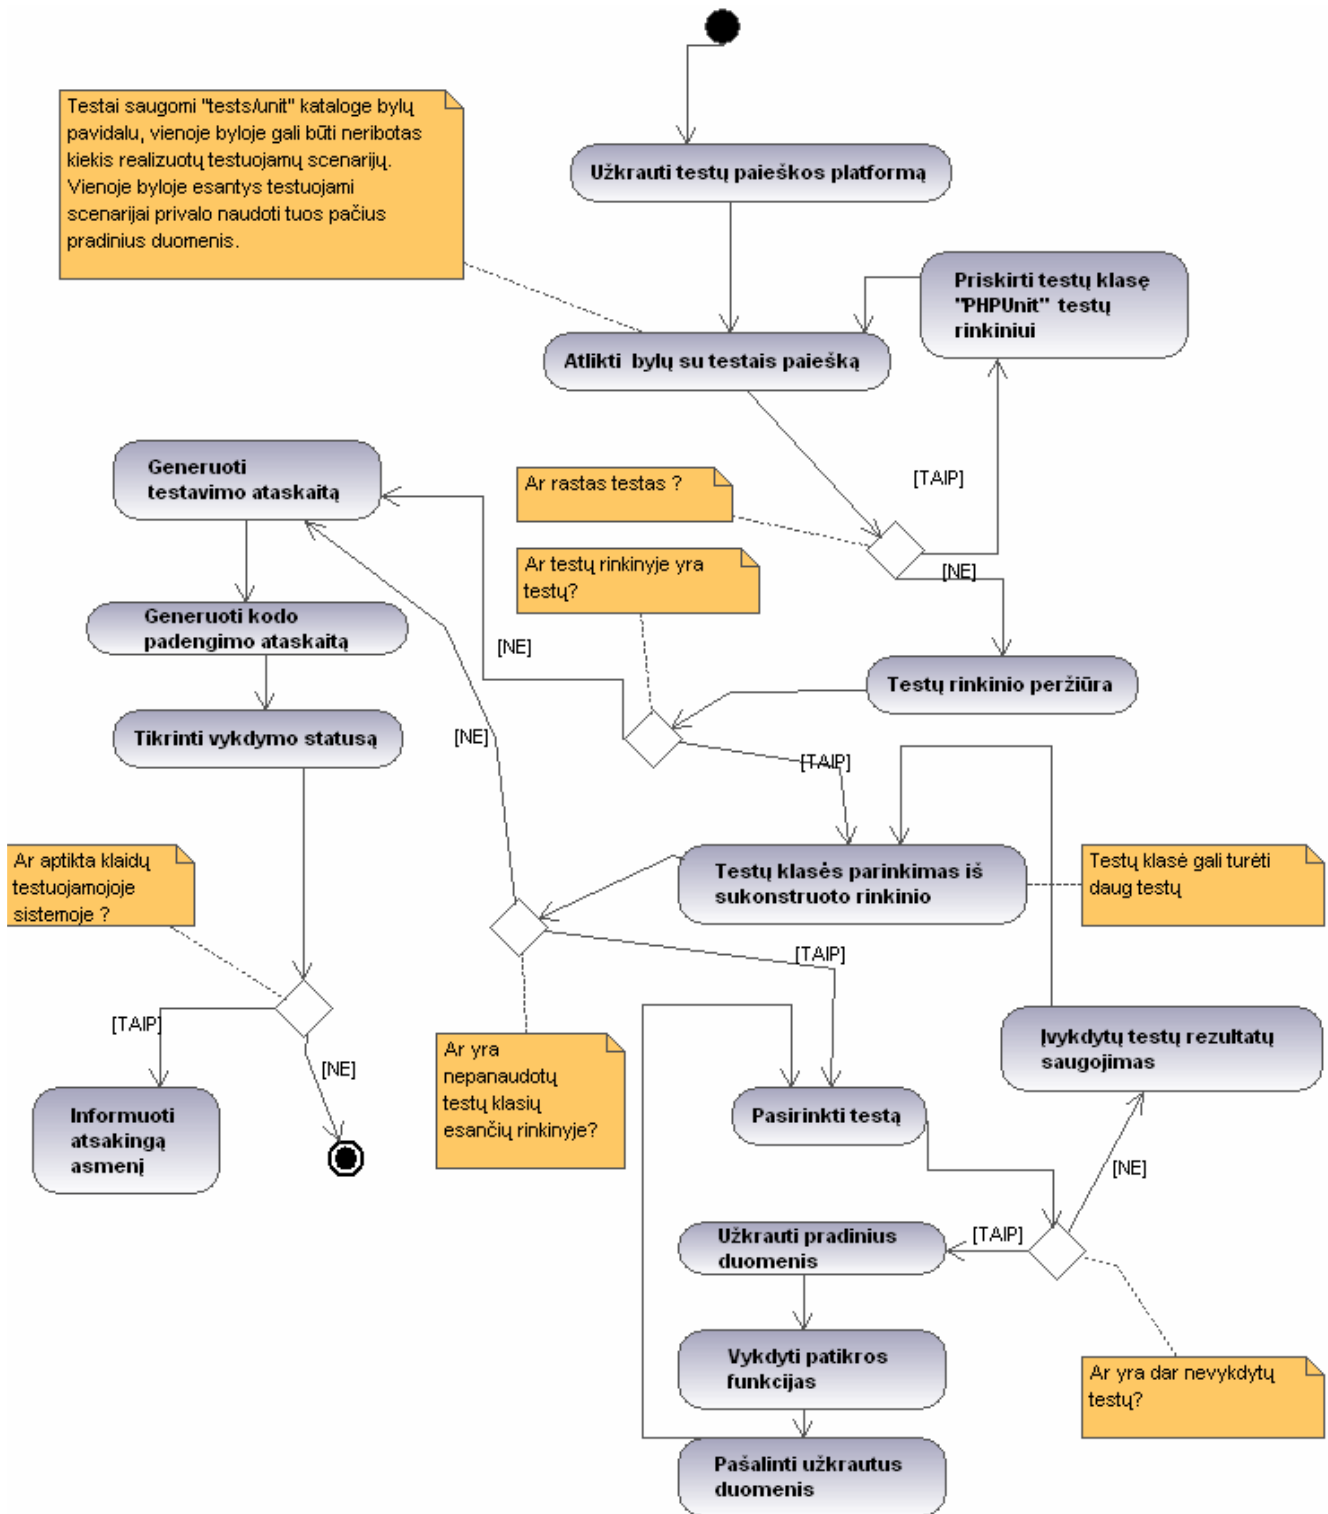 Testai saugomi "tests/unit" kataloge bylų
pavidalu, vienoje byloje gali būti neribotas
kiekis realizuotų testuojamų scenarijų.
Vienoje byloje esantys testuojami
scenarijai privalo naudoti tuos pačius
pradinius duomenis.
Užkrauti testų paieškos platformą
Priskirti testų klasę
"PHPUnit" testų
rinkiniui
Atlikti bylų su testais paiešką
Generuoti
testavimo ataskaitą
Ar rastas testas ?
[TAIP]
Ar testų rinkinyje yra
testų?
[NE]
Generuoti kodo
padengimo ataskaitą
[NE]
Testų rinkinio peržiūra
Tikrinti vykdymo statusą
[NE]
[TAIP]
Ar aptikta klaidų
testuojamojoje
sistemoje ?
Testų klasės parinkimas iš
sukonstruoto rinkinio
Testų klasė gali turėti
daug testų
[TAIP]
[TAIP]
[NE]
Ar yra
nepanaudotų
testų klasių
esančių rinkinyje?
Įvykdytų testų rezultatų
saugojimas
Informuoti
atsakingą
asmenį
Pasirinkti testą
[NE]
Užkrauti pradinius
duomenis
[TAIP]
Vykdyti patikros
funkcijas
Ar yra dar nevykdytų
testų?
Pašalinti užkrautus
duomenis